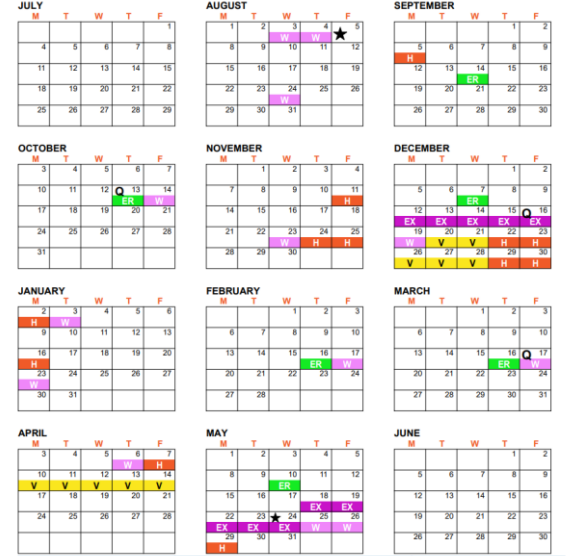 JULY
M T W T F
1
4 5 6 7 8
11 12 13 14 15
18 19 20 21 22
25 26 27 28 29
AUGUST
M T W T F
1 2 3 4 5
W W ★
8 9 10 11 12
15 16 17 18 19
22 23 24 25 26
W
29 30 31
SEPTEMBER
M T W T F
1 2
5 6 7 8 9
H
12 13 14 15 16
ER
19 20 21 22 23
26 27 28 29 30
OCTOBER
M T W T F
3 4 5 6 7
10 11 12 Q 13 14
ER W
17 18 19 20 21
24 25 26 27 28
31
NOVEMBER
M T W T F
1 2 3 4
7 8 9 10 11
H
14 15 16 17 18
21 22 23 24 25
W H H
28 29 30
DECEMBER
M T W T F
1 2
5 6 7 8 9
ER
12 13 14 15 Q 16
EX EX EX EX EX
19 20 21 22 23
W V V H H
26 27 28 29 30
V V V H H
JANUARY
M T W T F
2 3 4 5 6
H W
9 10 11 12 13
16 17 18 19 20
H
23 24 25 26 27
W
30 31
FEBRUARY
M T W T F
1 2 3
6 7 8 9 10
13 14 15 16 17
ER W
20 21 22 23 24
27 28
MARCH
M T W T F
1 2 3
6 7 8 9 10
13 14 15 16 Q 17
ER W
20 21 22 23 24
27 28 29 30 31
APRIL
M T W T F
3 4 5 6 7
W H
10 11 12 13 14
V V V V V
17 18 19 20 21
24 25 26 27 28
MAY
M T W T F
1 2 3 4 5
8 9 10 11 12
ER
15 16 17 18 19
EX EX
22 23 ★ 24 25 26
EX EX EX W W
29 30 31
H
JUNE
M T W T F
1 2
5 6 7 8 9
12 13 14 15 16
19 20 21 22 23
26 27 28 29 30